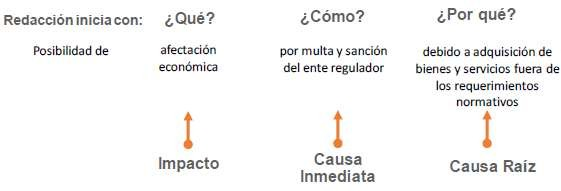 Redacción inicia con: ¿Qué? ¿Cómo? ¿Por qué?
Posibilidad de
afectación
económica
por multa y sanción
del ente regulador
debido a adquisición de
bienes y servicios fuera de
los requerimientos
normativos
Impacto
Causa
Inmediata
Causa Raíz